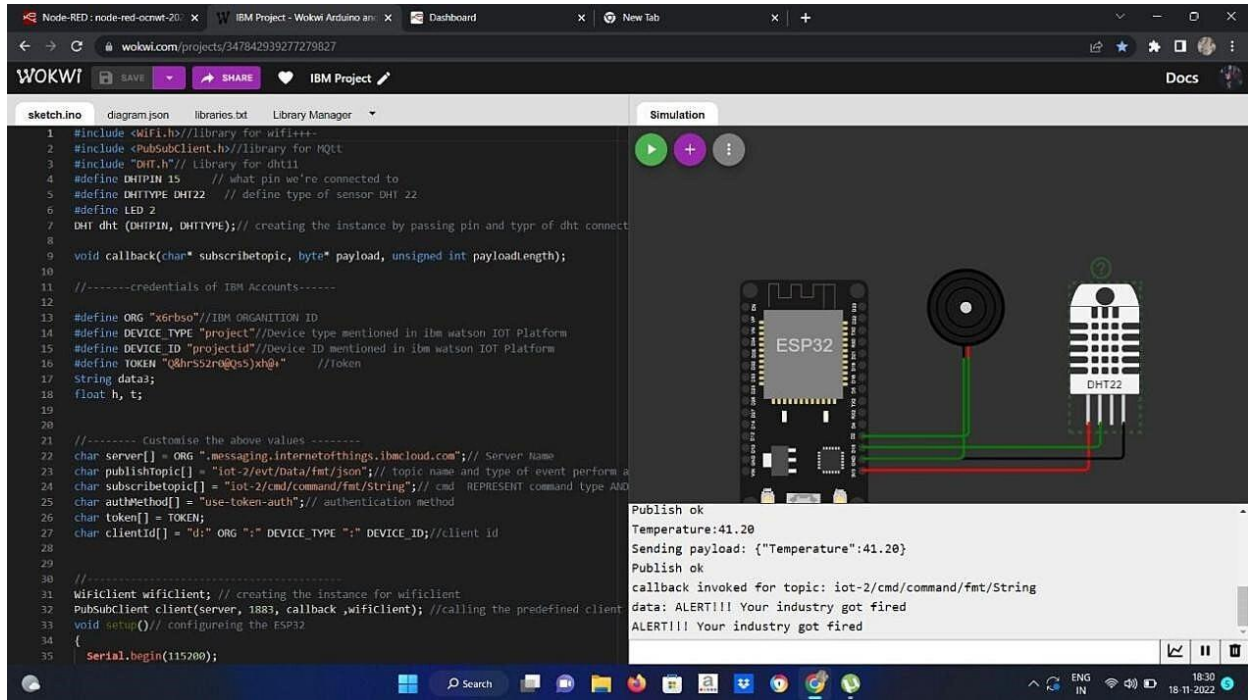 Node-RED : node-red-ocnwt-202
IBM Project - Wokwi Arduino and
Dashboard
New Tab
wokwi.com/projects/347842939277279827
WOKWI
SAVE
SHARE
IBM Project
Docs
sketch.ino diagram.json libraries.txt Library Manager
Simulation
1 #include <WiFi.h>//library for wifi+++-
2 #include <PubSubClient.h>//library for MQtt
3 #include "DHT.h"// Library for dht11
4 #define DHTPIN 15 // what pin we're connected to
5 #define DHTTYPE DHT22 // define type of sensor DHT 22
6 #define LED 2
7 DHT dht (DHTPIN, DHTTYPE);// creating the instance by passing pin and typr of dht connect
8
9 void callback(char* subscribetopic, byte* payload, unsigned int payloadLength);
10
11 //-------credentials of IBM Accounts------
12
13 #define ORG "x6rbso"//IBM ORGANITION ID
14 #define DEVICE_TYPE "project"//Device type mentioned in ibm watson IOT Platform
15 #define DEVICE_ID "projectid"//Device ID mentioned in ibm watson IOT Platform
16 #define TOKEN "Q&hrS52r0@Qs5)xh@+" //Token
17 String data3;
18 float h, t;
19
20
21 //-------- Customise the above values --------
22 char server[] = ORG ".messaging.internetofthings.ibmcloud.com";// Server Name
23 char publishTopic[] = "iot-2/evt/Data/fmt/json";// topic name and type of event perform a
24 char subscribetopic[] = "iot-2/cmd/command/fmt/String";// cmd REPRESENT command type AND
25 char authMethod[] = "use-token-auth";// authentication method
26 char token[] = TOKEN;
27 char clientId[] = "d:" ORG ":" DEVICE_TYPE ":" DEVICE_ID;//client id
28
29
30 //-----------------------------------------
31 WiFiClient wifiClient; // creating the instance for wificlient
32 PubSubClient client(server, 1883, callback ,wifiClient); //calling the predefined client
33 void setup()// configureing the ESP32
34 {
35 Serial.begin(115200);
ESP32
DHT22
Publish ok
Temperature:41.20
Sending payload: {"Temperature":41.20}
Publish ok
callback invoked for topic: iot-2/cmd/command/fmt/String
data: ALERT!!! Your industry got fired
ALERT!!! Your industry got fired
Search
ENG
IN
18:30
18-11-2022